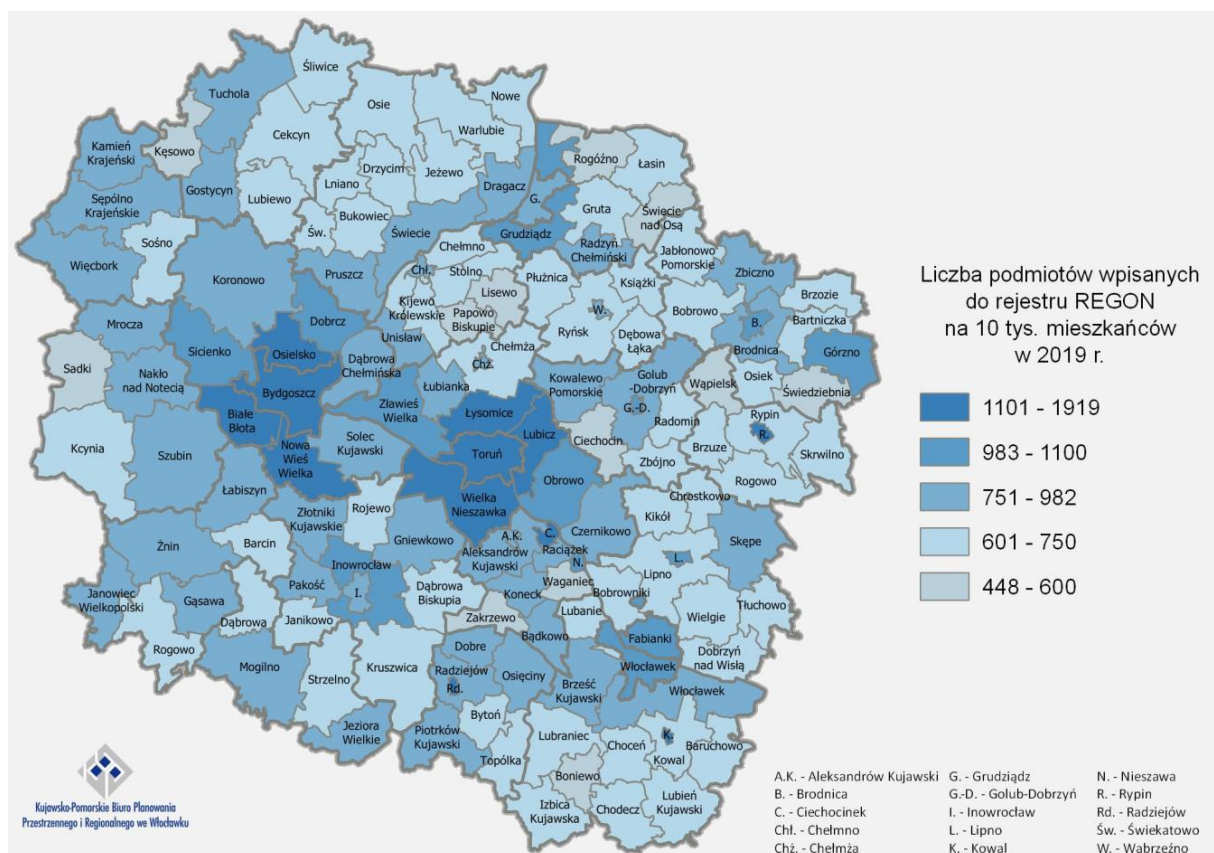 Śliwice
Tuchola
Nowe
Osie
Warlubie
Cekcyn
Kęsowo
Kamień
Krajeński
Rogóźno
Łasin
Drzycim
Jeżewo
Lniano
Dragacz
G.
Gostycyn
Sępólno
Krajeńskie
Lubiewo
Bukowiec
Gruta
Świecie
nad Osą
Św.
Świecie
Grudziądz
Sośno
Radzyń
Chełmiński
Chełmno
Jabłonowo
Pomorskie
Więcbork
Zbiczno
Chł.
Stolno
Płużnica
Koronowo
Pruszcz
Książki
Lisewo
Brzozie
Kijewo
Królewskie
Papowo
Biskupie
W.
Bobrowo
Bartniczka
Mrocza
Dobrcz
B.
Unisław
Ryńsk
Dębowa
Łąka
Sicienko
Brodnica
Górzno
Osielsko
Chełmża
Dąbrowa
Chełmińska
Chż.
Sadki
Nakło
nad Notecią
Golub
-Dobrzyń
Osiek
Wąpielsk
Łubianka
Kowalewo
Pomorskie
Świedziebnia
Bydgoszcz
G.-D.
Zławieś
Wielka
Łysomice
Rypin
Białe
Błota
Radomin
R.
Ciechocin
Lubicz
Solec
Kujawski
Brzuze
Kcynia
Nowa
Wieś
Wielka
Toruń
Skrwilno
Szubin
Zbójno
Obrowo
Rogowo
Łabiszyn
Wielka
Nieszawka
Chrostkowo
Rojewo
Złotniki
Kujawskie
Kikół
Gniewkowo
A.K.
C.
Czernikowo
Barcin
Skępe
Żnin
Aleksandrów
Kujawski
Raciążek
L.
Inowrocław
N.
Lipno
Waganiec
Pakość
Dąbrowa
Biskupia
Koneck
Bobrowniki
I.
Janowiec
Wielkopolski
Gąsawa
Tłuchowo
Lubanie
Wielgie
Dąbrowa
Janikowo
Zakrzewo
Bądkowo
Fabianki
Rogowo
Dobre
Dobrzyń
nad Wisłą
Mogilno
Kruszwica
Włocławek
Radziejów
Osięciny
Strzelno
Rd.
Brześć
Kujawski
Włocławek
Bytoń
Jeziora
Wielkie
Piotrków
Kujawski
Lubraniec
K.
Choceń
Baruchowo
Topólka
Kowal
Boniewo
Izbica
Kujawska
Chodecz
Lubień
Kujawski
Liczba podmiotów wpisanych
do rejestru REGON
na 10 tys. mieszkańców
w 2019 r.
1101 - 1919
983 - 1100
751 - 982
601 - 750
448 - 600
Kujawsko-Pomorskie Biuro Planowania
Przestrzennego i Regionalnego we Włocławku
A.K. - Aleksandrów Kujawski
B. - Brodnica
C. - Ciechocinek
Chł. - Chełmno
Chż. - Chełmża
G. - Grudziądz
G.-D. - Golub-Dobrzyń
I. - Inowrocław
L. - Lipno
K. - Kowal
N. - Nieszawa
R. - Rypin
Rd. - Radziejów
Św. - Świekatowo
W. - Wąbrzeźno